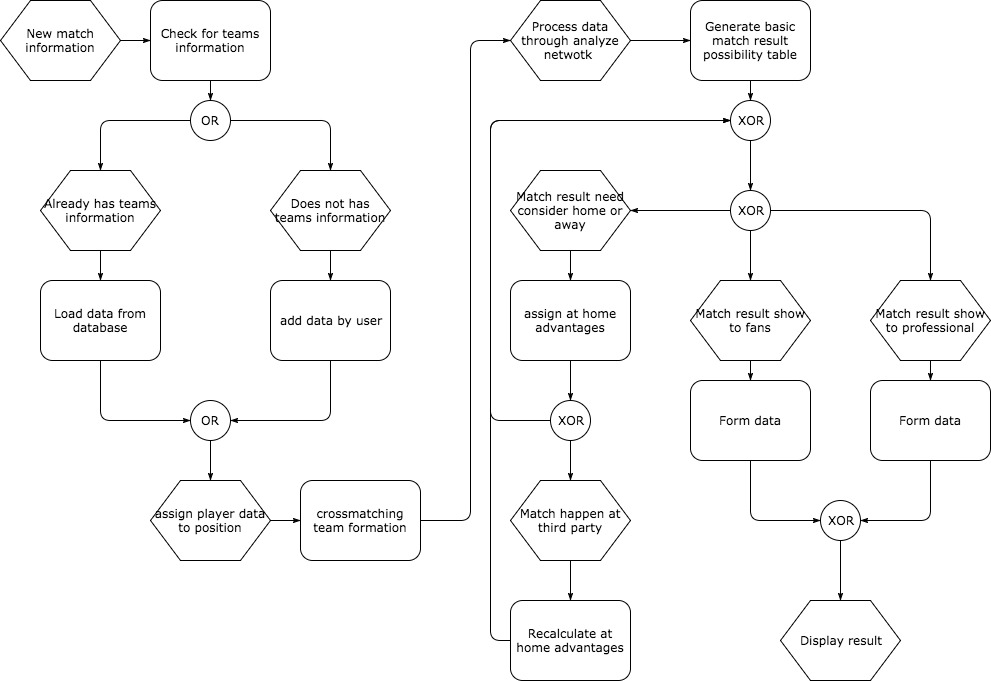 New match
information
Check for teams
information
OR
Already has teams
information
Does not has
teams information
Load data from
database
add data by user
OR
assign player data
to position
crossmatching
team formation
Process data
through analyze
netwotk
Generate basic
match result
possibility table
XOR
XOR
Match result need
consider home or
away
assign at home
advantages
XOR
Match happen at
third party
Recalculate at
home advantages
Match result show
to fans
Match result show
to professional
Form data
Form data
XOR
Display result